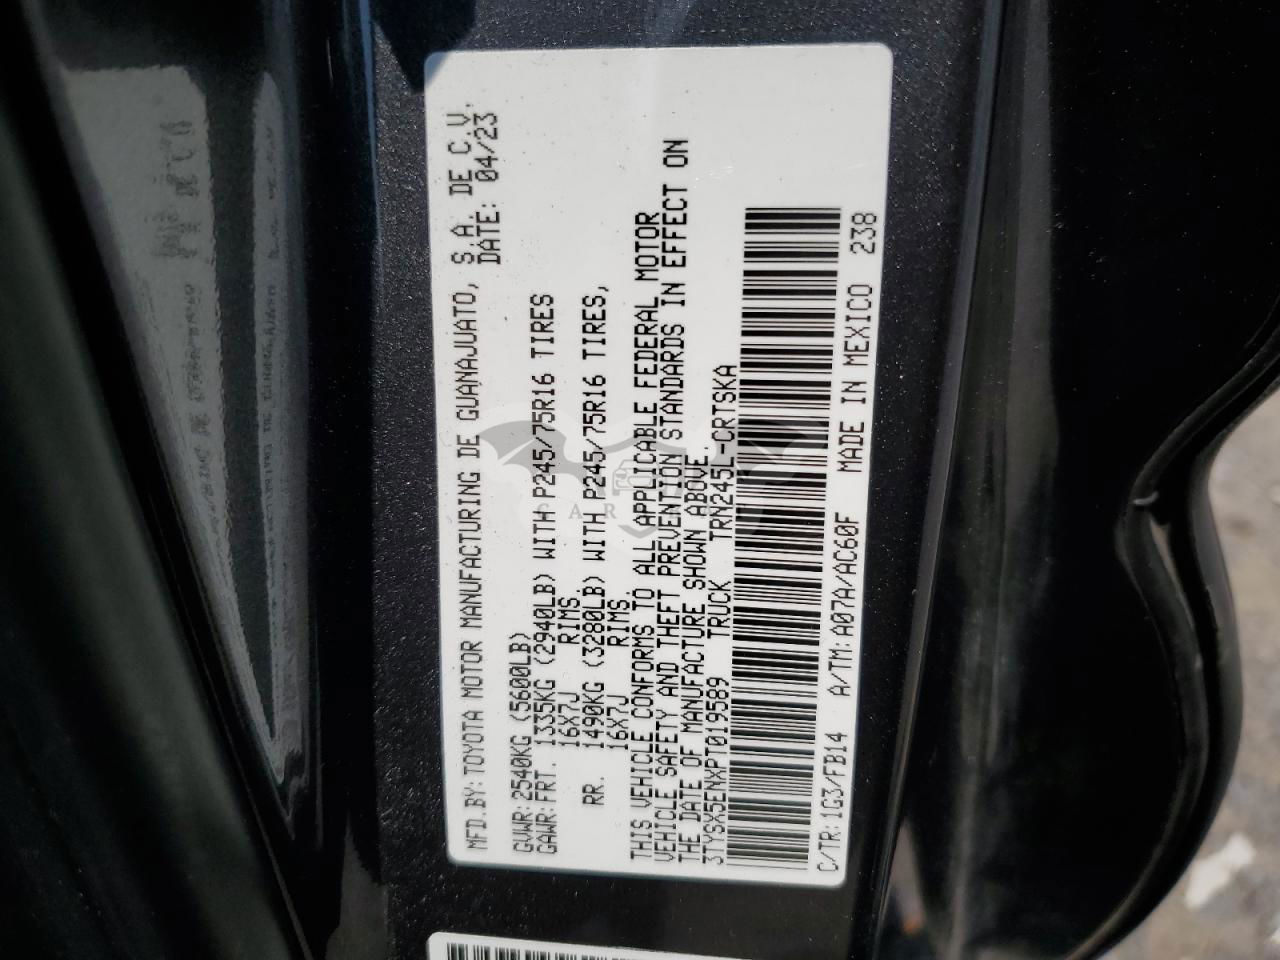 MFD.BY: TOYOTA MOTOR MANUFACTURING DE GUANAJUATO, S.A. DE C.V.
DATE: 04/23
GVWR: 2540KG (5600LB)
GAWR: FRT. 1335KG (2940LB) WITH P245/75R16 TIRES
16X7J RIMS.
RR. 1490KG (3280LB) WITH P245/75R16 TIRES,
16X7J RIMS.
THIS VEHICLE CONFORMS TO ALL APPLICABLE FEDERAL MOTOR
VEHICLE SAFETY AND THEFT PREVENTION STANDARDS IN EFFECT ON
THE DATE OF MANUFACTURE SHOWN ABOVE.
3TYSX5ENXPT019589 TRUCK TRN245L-CRTSKA
C/TR: 1G3/FB14 A/TM: A07A/AC60F MADE IN MEXICO 238